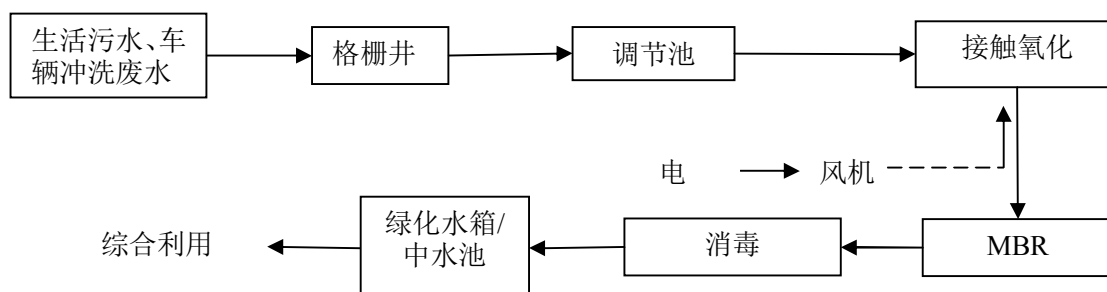 生活污水、车
辆冲洗废水
格栅井
调节池
接触氧化
电
风机
综合利用
绿化水箱/
中水池
消毒
MBR